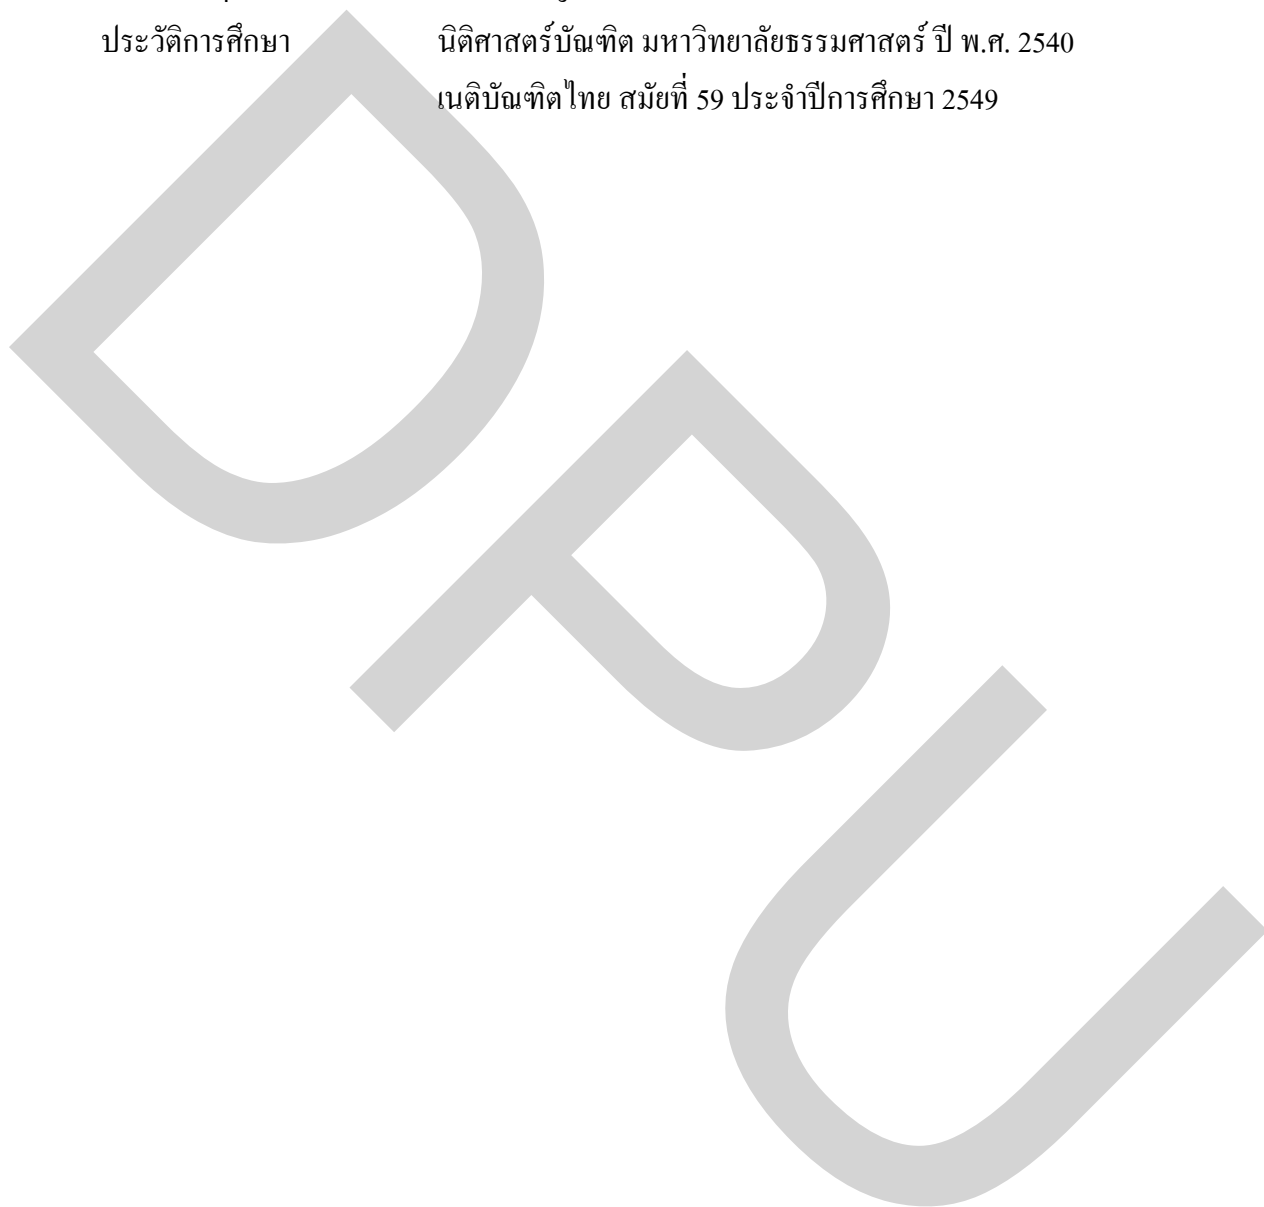 ประวัติการศึกษา นิติศาสตร์บัณฑิต มหาวิทยาลัยธรรมศาสตร์ ปี พ.ศ. 2540
เนติบัณฑิตไทย สมัยที่ 59 ประจำปีการศึกษา 2549
DPU